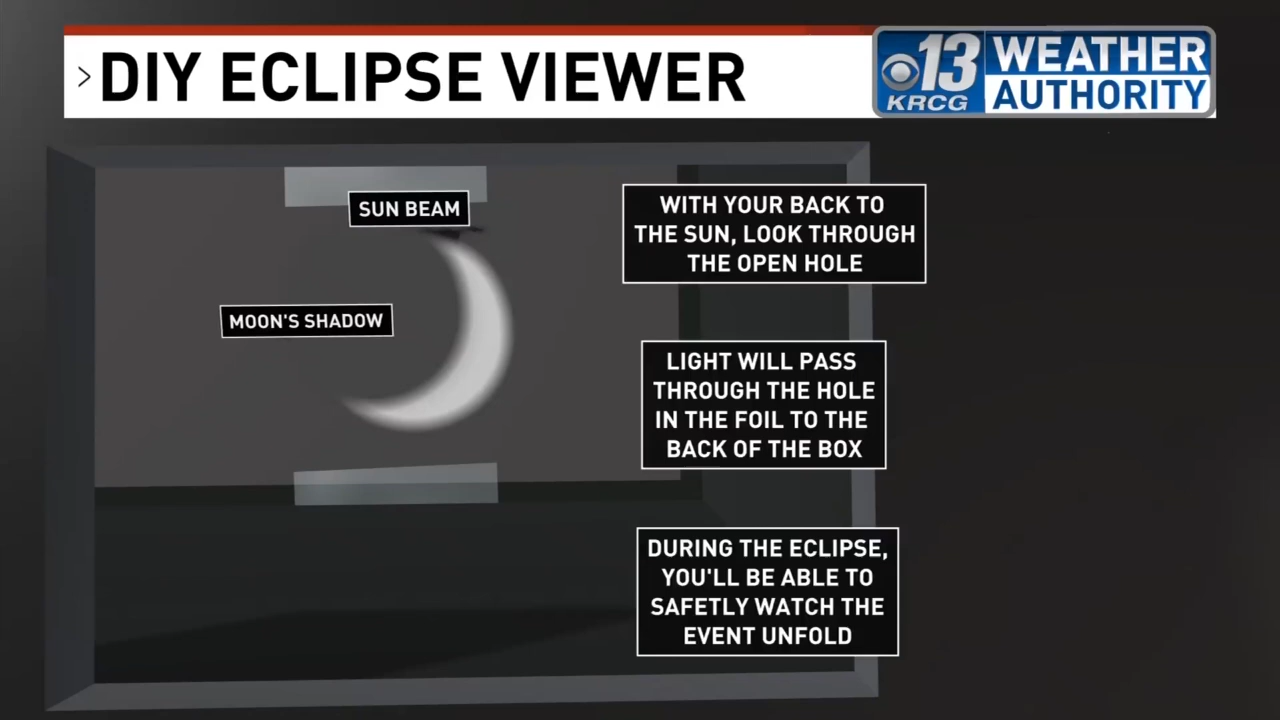 > DIY ECLIPSE VIEWER
13
KRCG
WEATHER
AUTHORITY
SUN BEAM
MOON'S SHADOW
WITH YOUR BACK TO
THE SUN, LOOK THROUGH
THE OPEN HOLE
LIGHT WILL PASS
THROUGH THE HOLE
IN THE FOIL TO THE
BACK OF THE BOX
DURING THE ECLIPSE,
YOU'LL BE ABLE TO
SAFETLY WATCH THE
EVENT UNFOLD